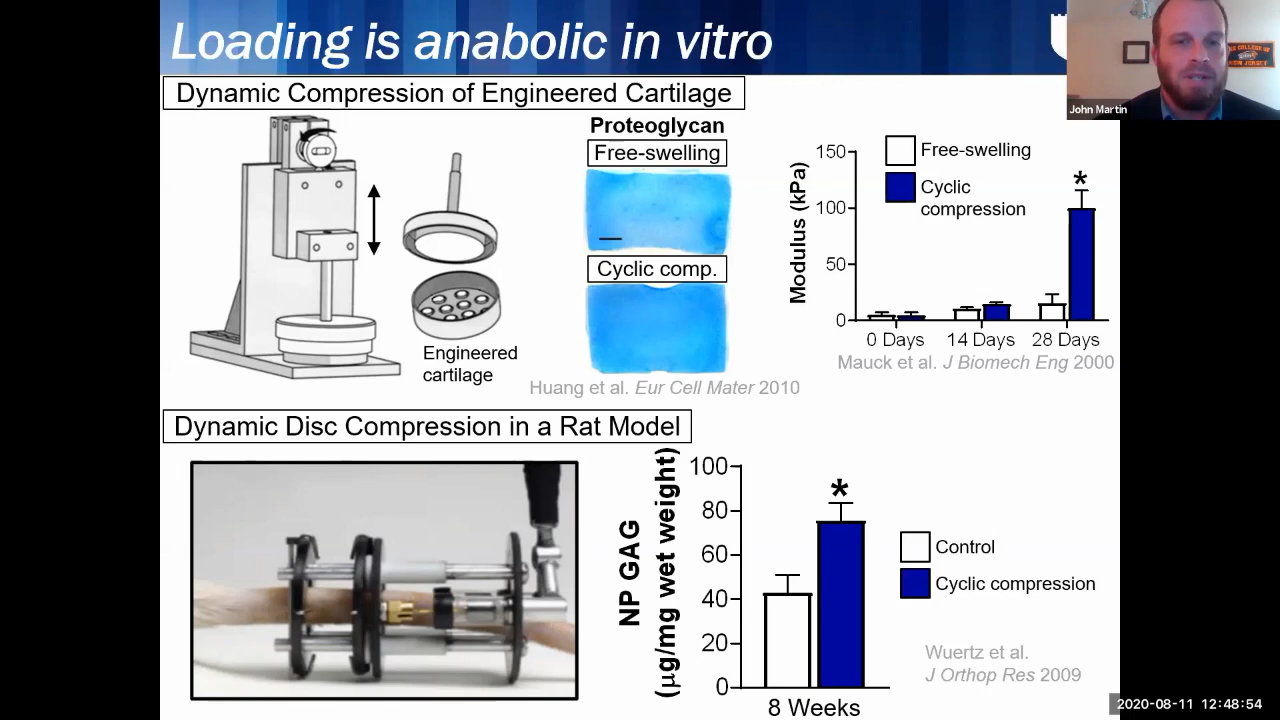 Loading is anabolic in vitro
John Martin
Dynamic Compression of Engineered Cartilage
Engineered
cartilage
Proteoglycan
Free-swelling
Cyclic comp.
Huang et al. Eur Cell Mater 2010
Modulus (kPa)
150
100
50
0
Free-swelling
Cyclic
compression
*
0 Days 14 Days 28 Days
Mauck et al. J Biomech Eng 2000
Dynamic Disc Compression in a Rat Model
NP GAG
(μg/mg wet weight)
100
80
60
40
20
0
*
8 Weeks
Control
Cyclic compression
Wuertz et al.
J Orthop Res 2009
2020-08-11 12:48:54